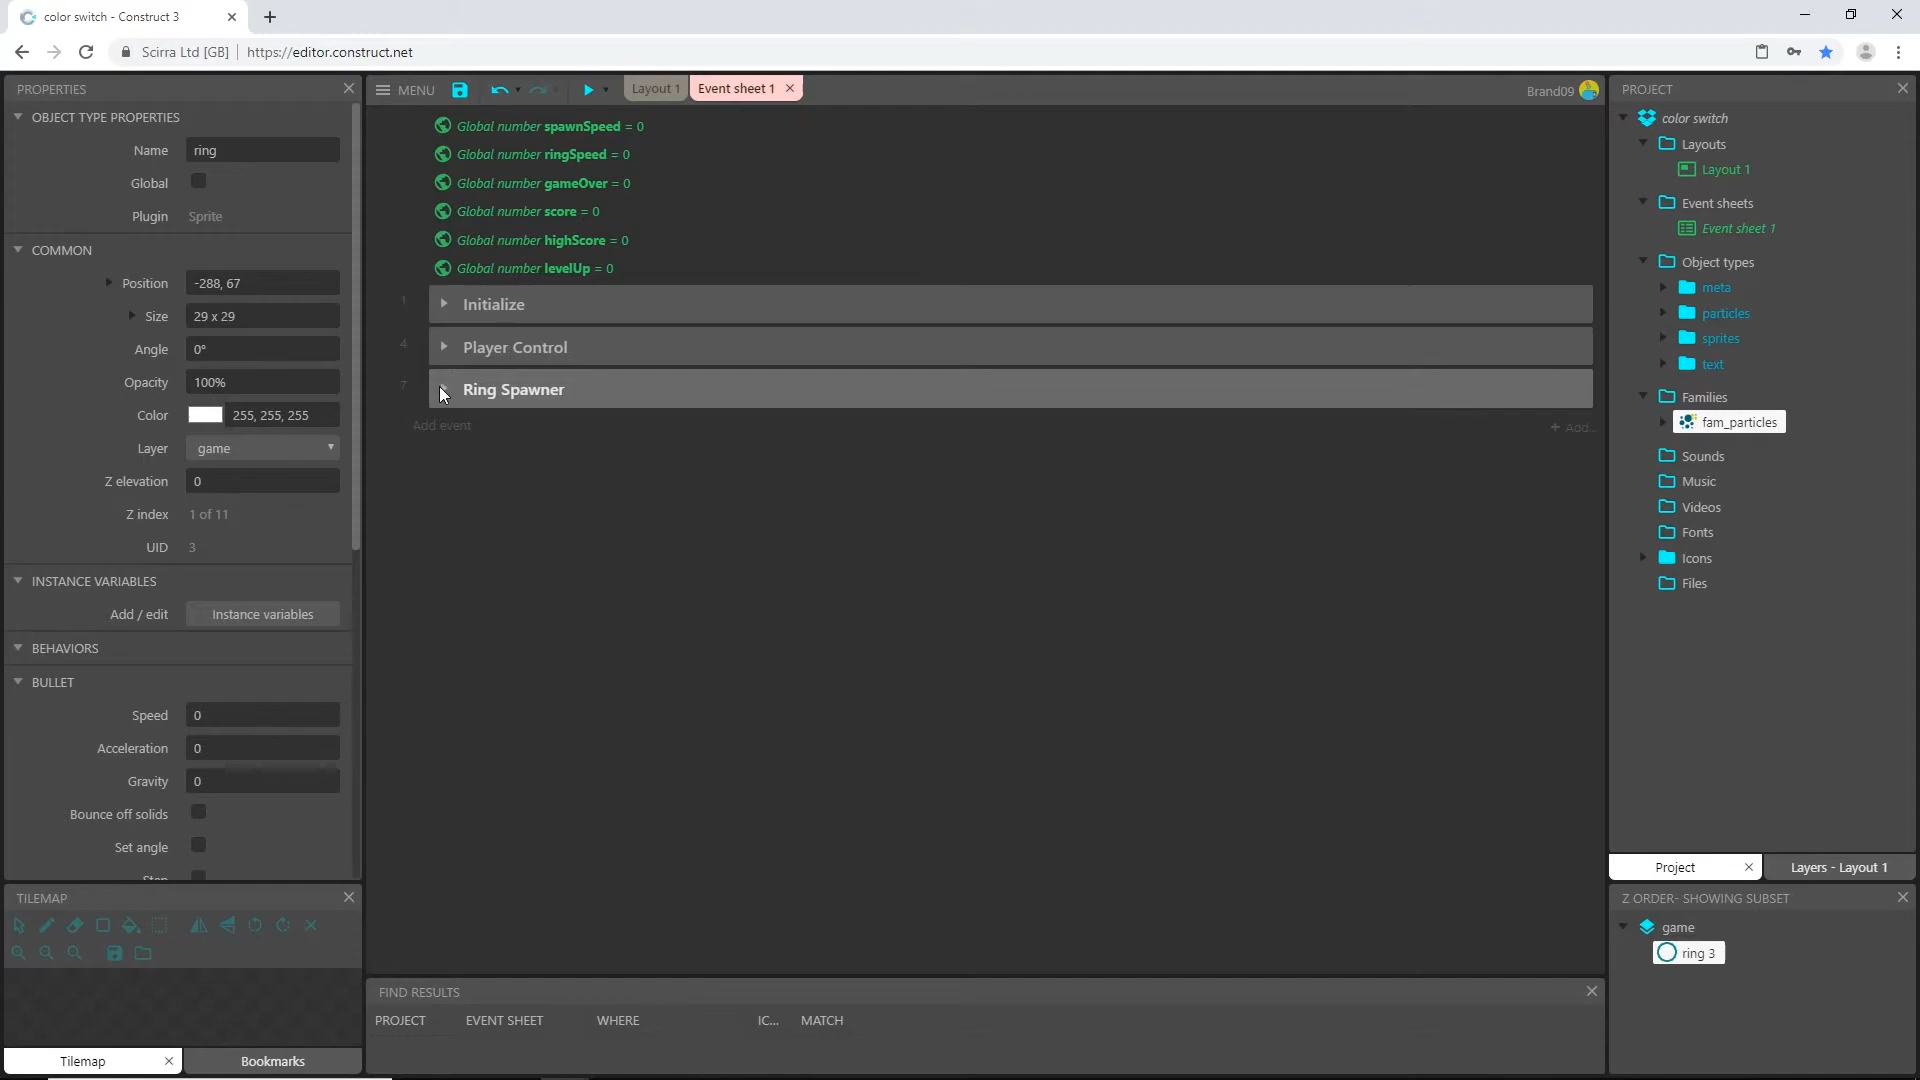 color switch - Construct 3
Scirra Ltd [GB] https://editor.construct.net
PROPERTIES
OBJECT TYPE PROPERTIES
Name ring
Global
Plugin Sprite
COMMON
Position -288, 67
Size 29 x 29
Angle 0º
Opacity 100%
Color 255, 255, 255
Layer game
Z elevation 0
Z index 1 of 11
UID 3
INSTANCE VARIABLES
Add / edit Instance variables
BEHAVIORS
BULLET
Speed 0
Acceleration 0
Gravity 0
Bounce off solids
Set angle
TILEMAP
Tilemap Bookmarks
MENU Layout 1 Event sheet 1 Brand09
Global number spawnSpeed = 0
Global number ringSpeed = 0
Global number gameOver = 0
Global number score = 0
Global number highScore = 0
Global number levelUp = 0
1 Initialize
4 Player Control
7 Ring Spawner
Add event + Add...
FIND RESULTS
PROJECT EVENT SHEET WHERE IC... MATCH
PROJECT
color switch
Layouts
Layout 1
Event sheets
Event sheet 1
Object types
meta
particles
sprites
text
Families
fam_particles
Sounds
Music
Videos
Fonts
Icons
Files
Project Layers - Layout 1
Z ORDER- SHOWING SUBSET
game
ring 3